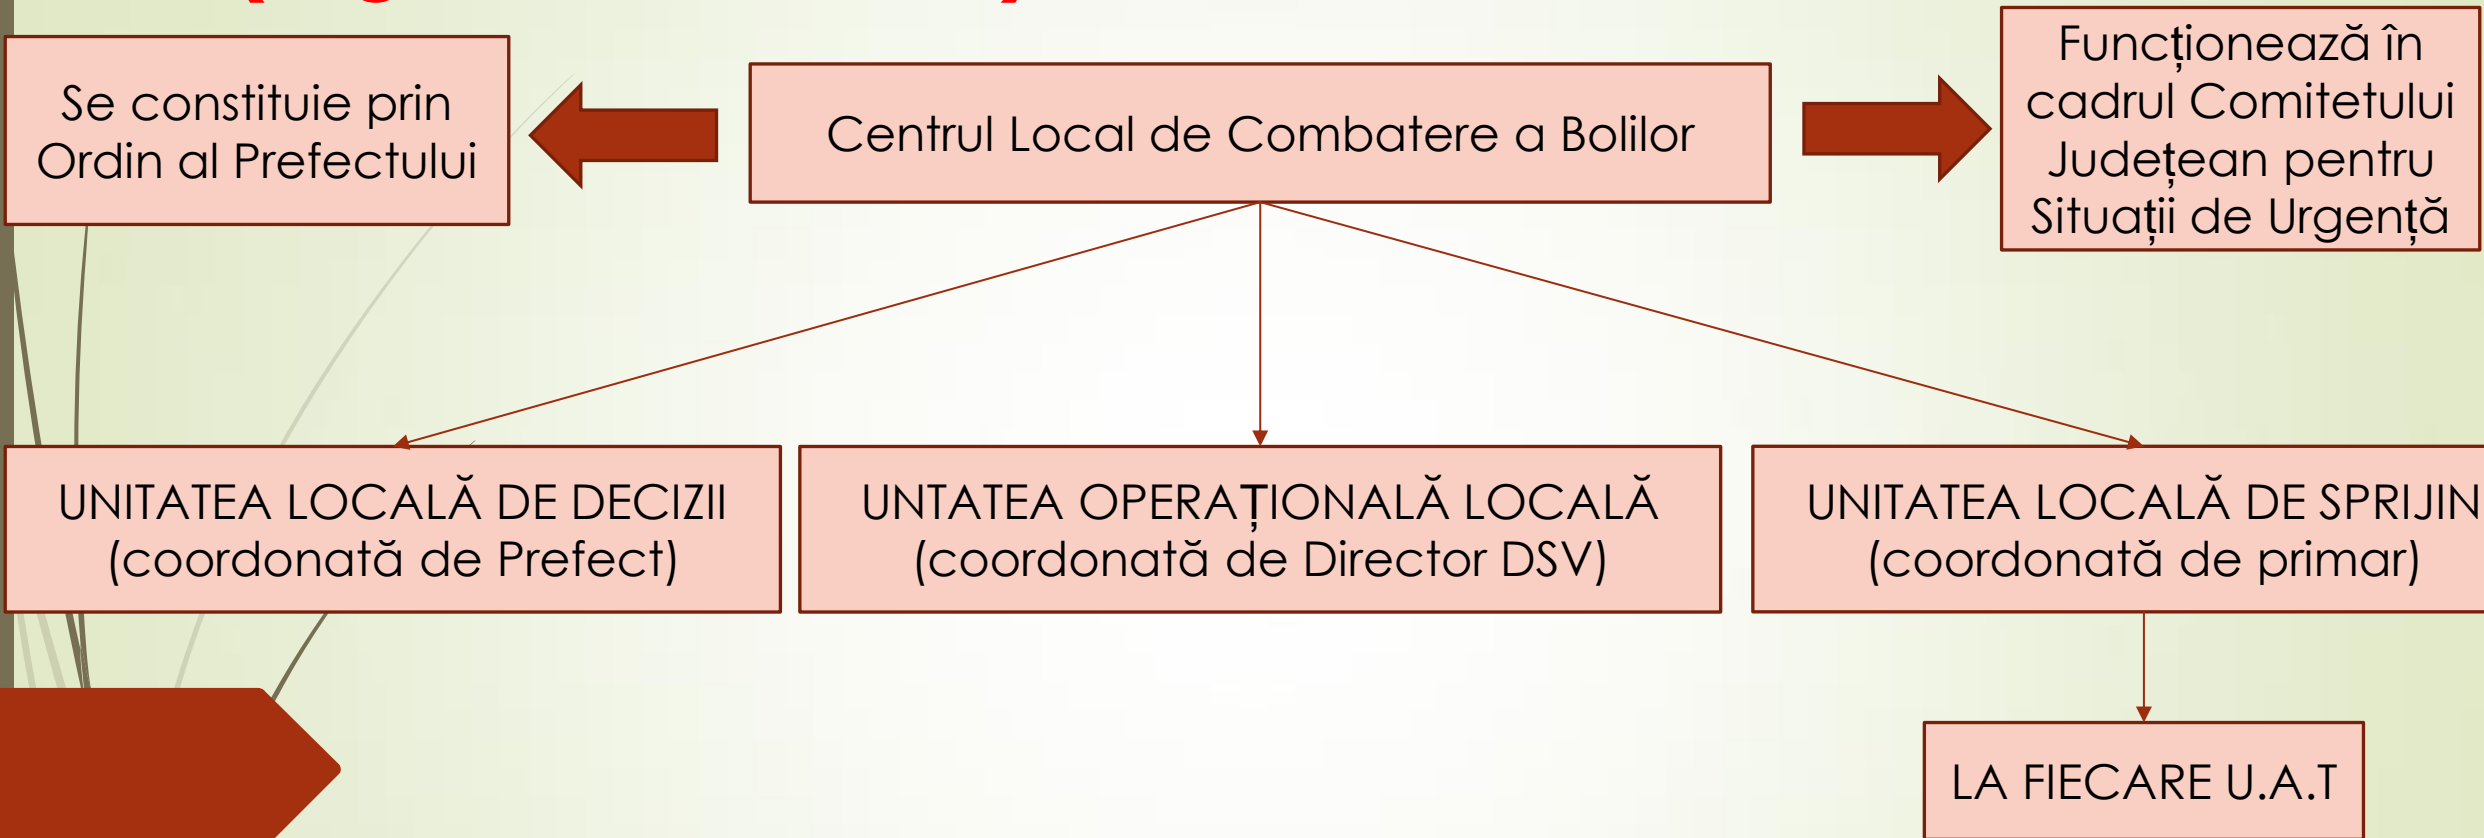 Se constituie prin
Ordin al Prefectului
Centrul Local de Combatere a Bolilor
Funcționează în
cadrul Comitetului
Județean pentru
Situații de Urgență
UNITATEA LOCALĂ DE DECIZII
(coordonată de Prefect)
UNTATEA OPERAȚIONALĂ LOCALĂ
(coordonată de Director DSV)
UNITATEA LOCALĂ DE SPRIJIN
(coordonată de primar)
LA FIECARE U.A.T